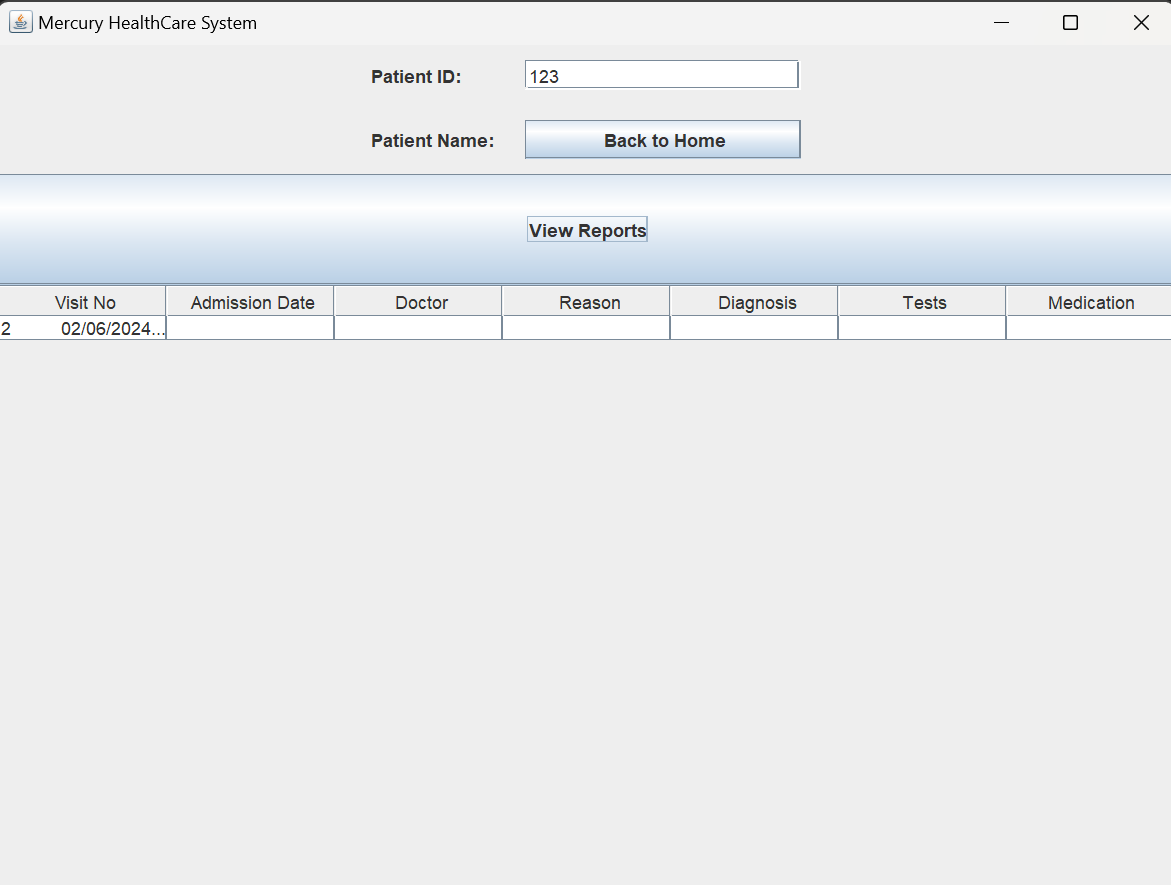 Mercury HealthCare System
Patient ID: 123
Patient Name: Back to Home
View Reports
Visit No Admission Date Doctor Reason Diagnosis Tests Medication
2 02/06/2024...